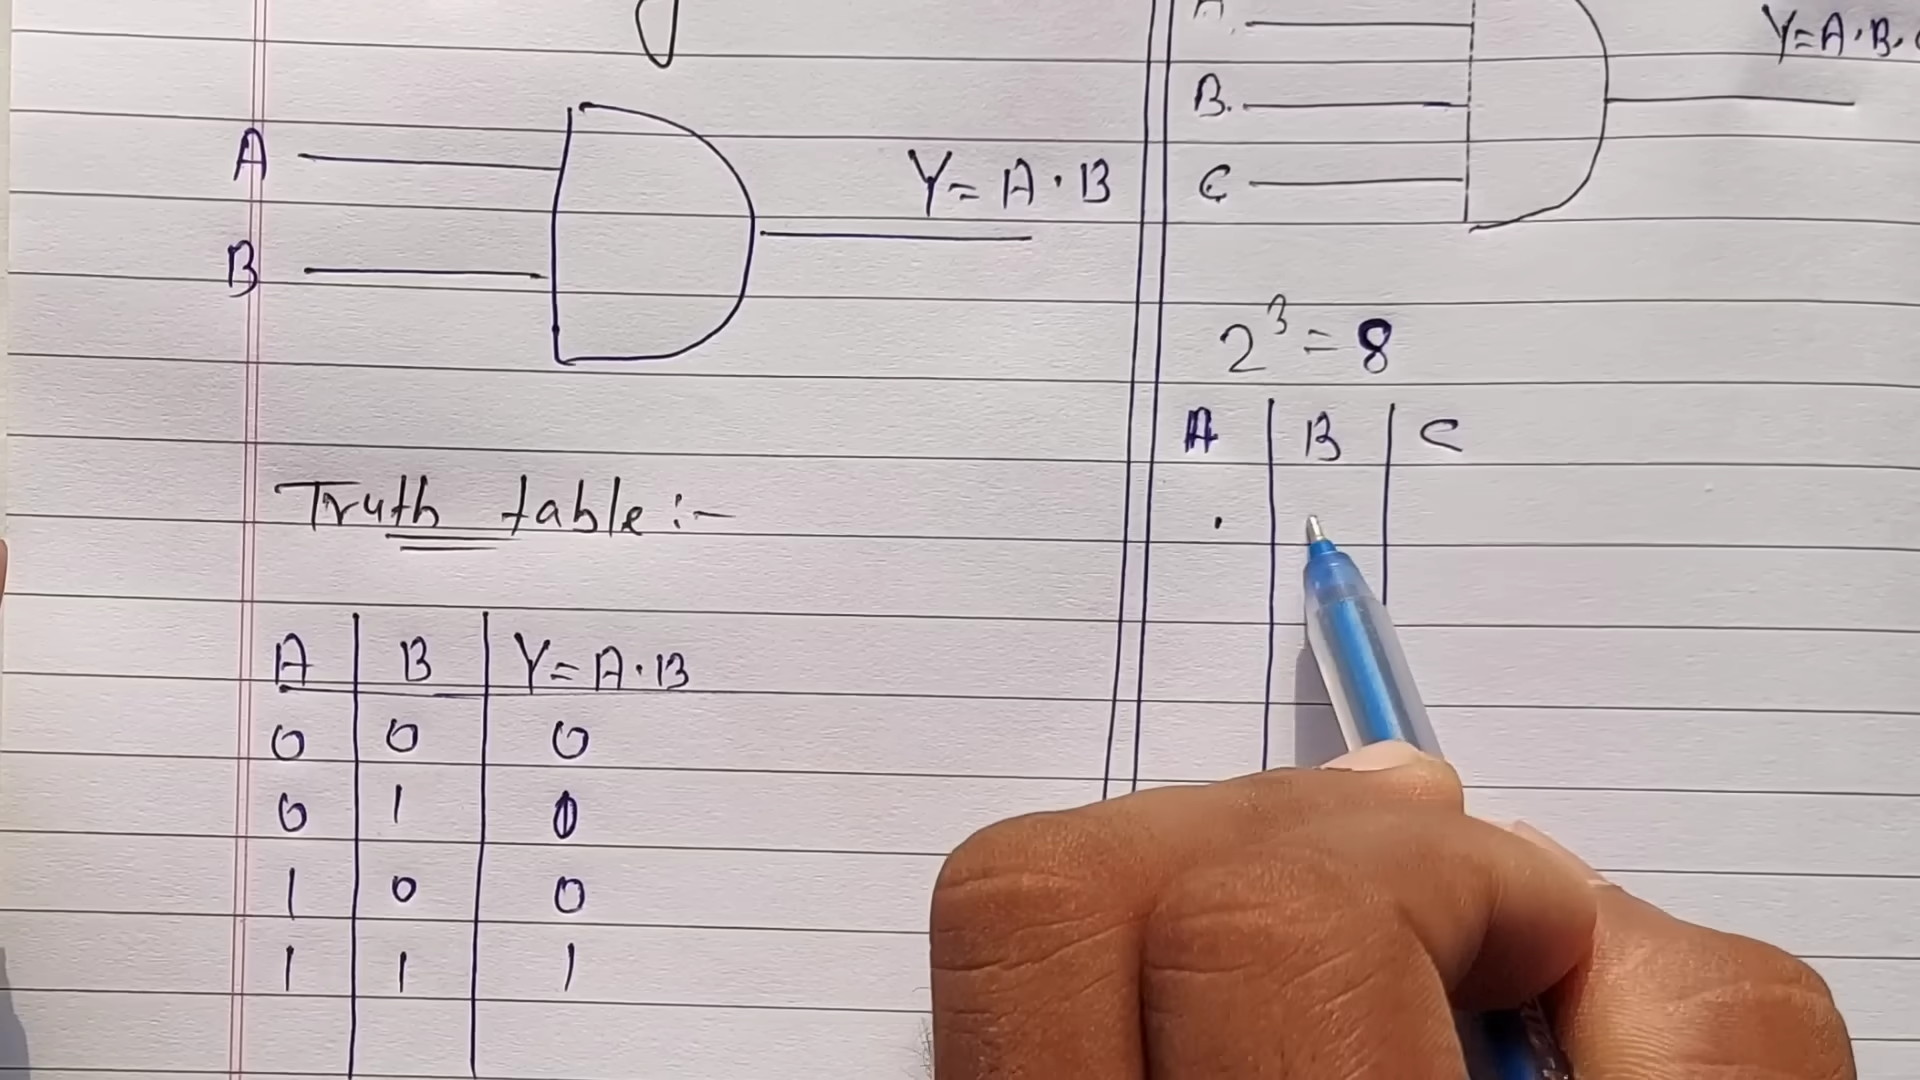 A
B
Y = A · B
Truth table :-
A B Y = A · B
0 0 0
0 1 0
1 0 0
1 1 1
A.
B.
C
Y = A · B ·
2³ = 8
A B C